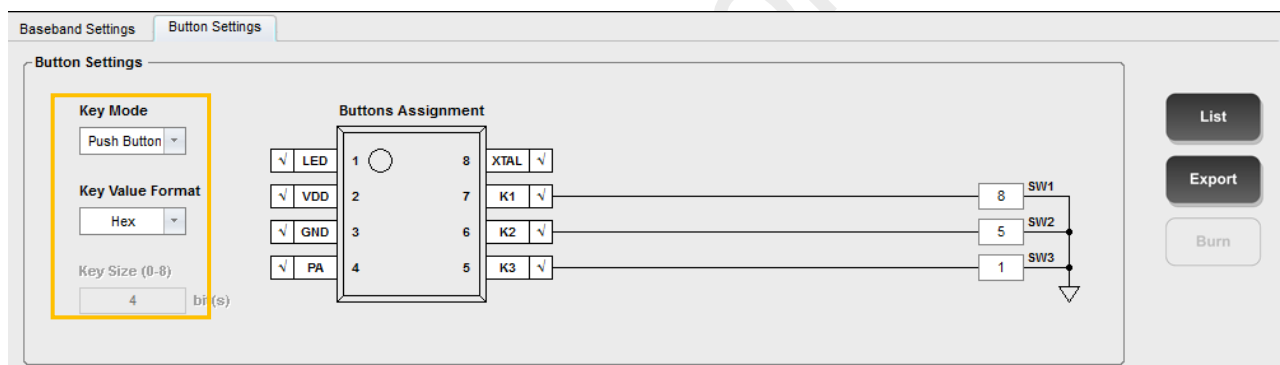 Baseband Settings Button Settings
Button Settings
Key Mode
Push Button
Key Value Format
Hex
Key Size (0-8)
4 bit(s)
Buttons Assignment
√ LED 1 8 XTAL √
√ VDD 2 7 K1 √ 8 SW1
√ GND 3 6 K2 √ 5 SW2
√ PA 4 5 K3 √ 1 SW3
List
Export
Burn